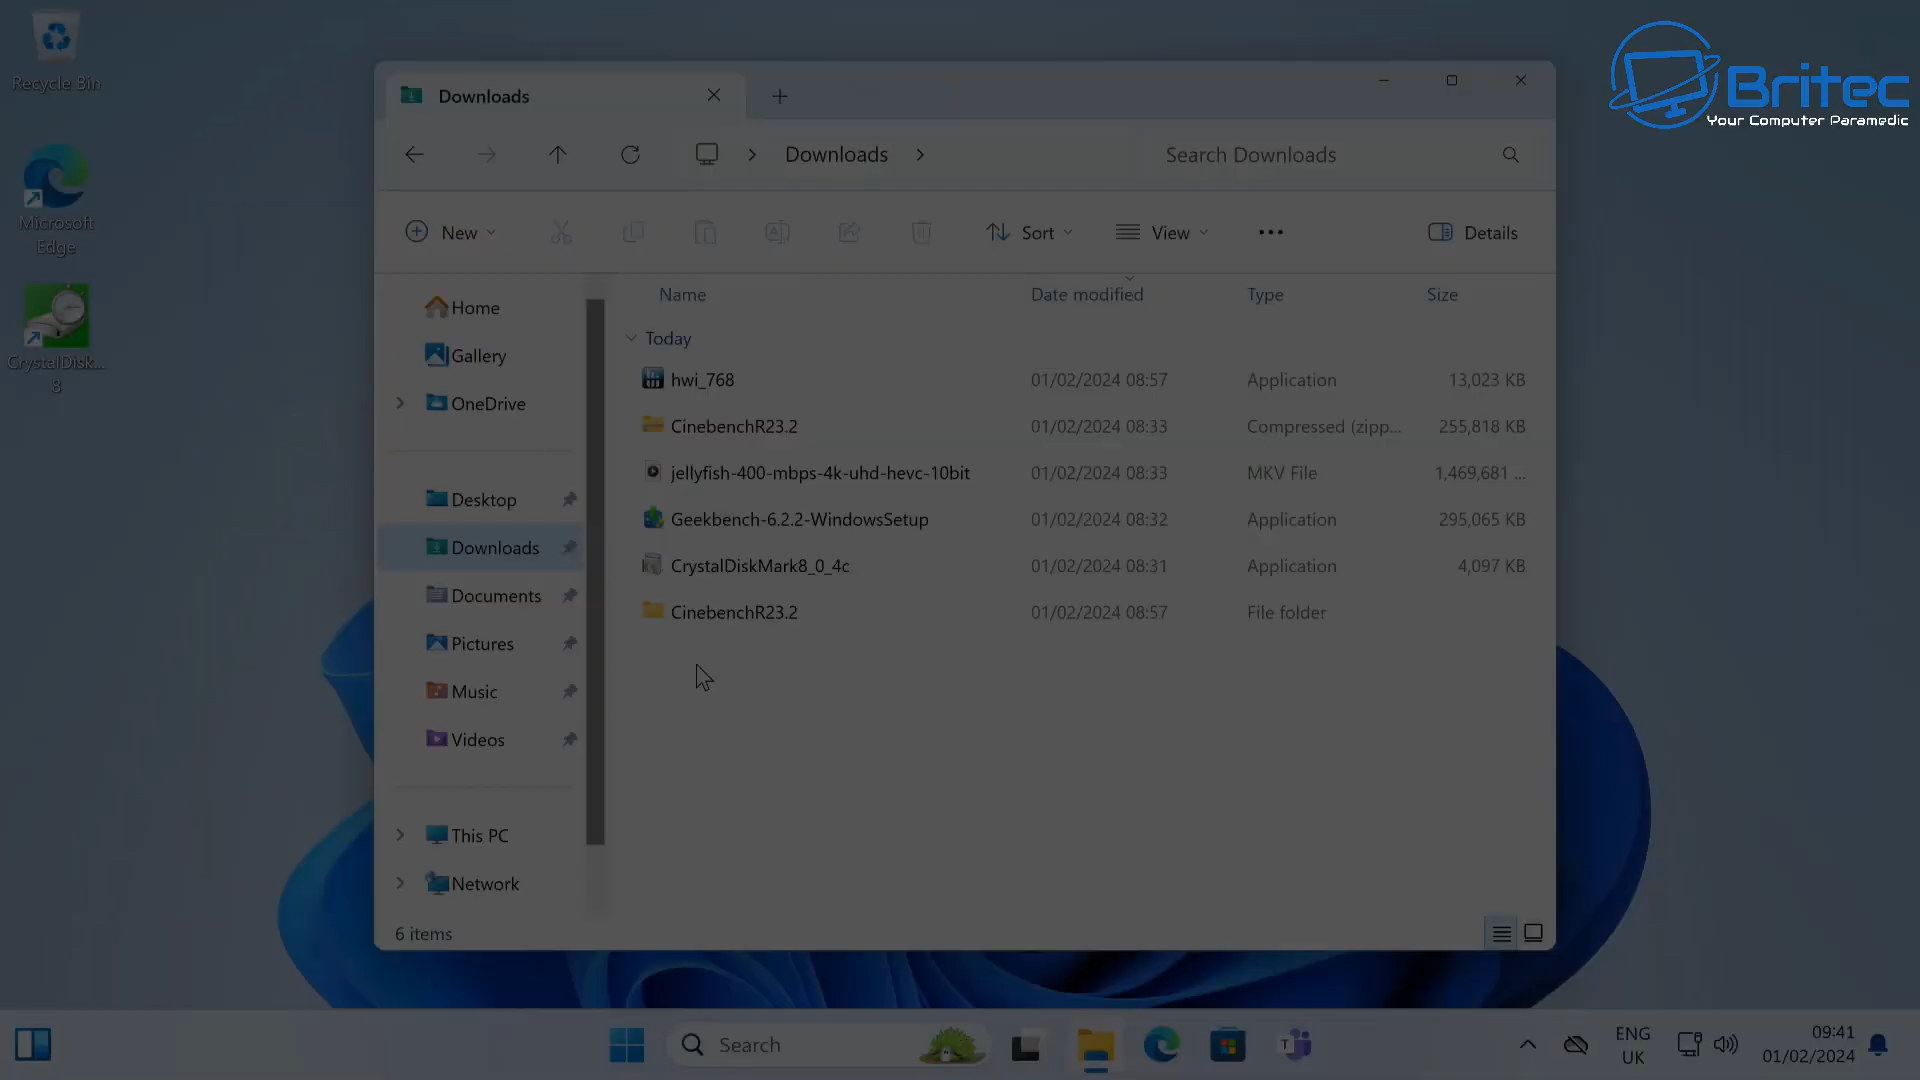 Recycle Bin
Microsoft
Edge
CrystalDisk...
8
Britec
Your Computer Paramedic
Downloads
Downloads
Search Downloads
New
Sort
View
Details
Home
Gallery
OneDrive
Desktop
Downloads
Documents
Pictures
Music
Videos
This PC
Network
Name Date modified Type Size
Today
hwi_768 01/02/2024 08:57 Application 13,023 KB
CinebenchR23.2 01/02/2024 08:33 Compressed (zipp... 255,818 KB
jellyfish-400-mbps-4k-uhd-hevc-10bit 01/02/2024 08:33 MKV File 1,469,681 ...
Geekbench-6.2.2-WindowsSetup 01/02/2024 08:32 Application 295,065 KB
CrystalDiskMark8_0_4c 01/02/2024 08:31 Application 4,097 KB
CinebenchR23.2 01/02/2024 08:57 File folder
6 items
Search
ENG
UK
09:41
01/02/2024